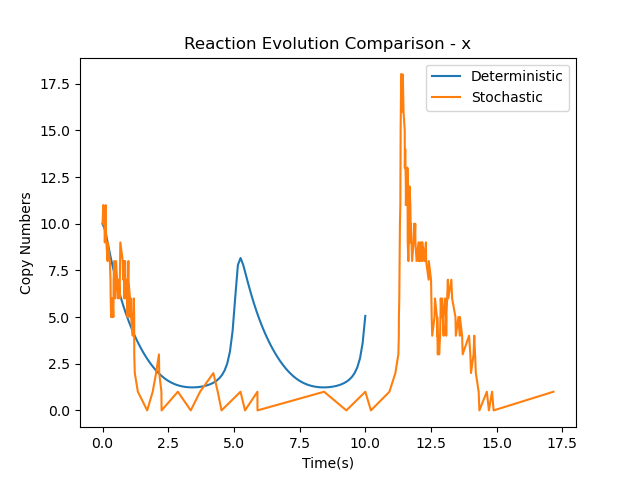 Reaction Evolution Comparison - x
Deterministic
Stochastic
17.5
15.0
12.5
10.0
7.5
5.0
2.5
0.0
Copy Numbers
0.0 2.5 5.0 7.5 10.0 12.5 15.0 17.5
Time(s)